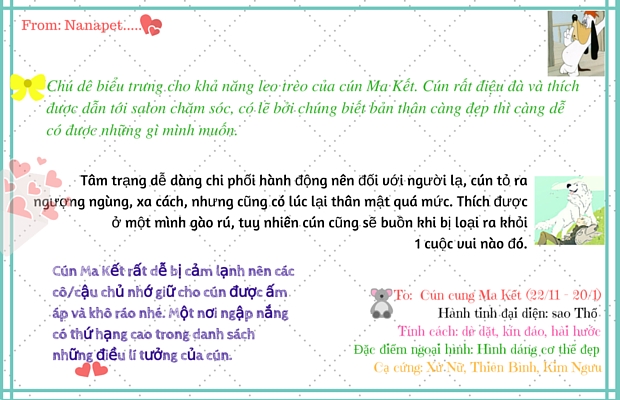 From: Nanapet.....
Chú dê biểu trưng cho khả năng leo trèo của cún Ma Kết. Cún rất điệu đà và thích
được dẫn tới salon chăm sóc, có lẽ bởi chúng biết bản thân càng đẹp thì càng dễ
có được những gì mình muốn.
Tâm trạng dễ dàng chi phối hành động nên đối với người lạ, cún tỏ ra
ngượng ngùng, xa cách, nhưng cũng có lúc lại thân mật quá mức. Thích được
ở một mình gào rú, tuy nhiên cún cũng sẽ buồn khi bị loại ra khỏi
1 cuộc vui nào đó.
Cún Ma Kết rất dễ bị cảm lạnh nên các
cô/cậu chủ nhớ giữ cho cún được ấm
áp và khô ráo nhé. Một nơi ngập nắng
có thứ hạng cao trong danh sách
những điều lí tưởng của cún.
To: Cún cung Ma Kết (22/11 - 20/1)
Hành tinh đại diện: sao Thổ
Tính cách: dè dặt, kín đáo, hài hước
Đặc điểm ngoại hình: Hình dáng cơ thể đẹp
Cạ cứng: Xử Nữ, Thiên Bình, Kim Ngưu